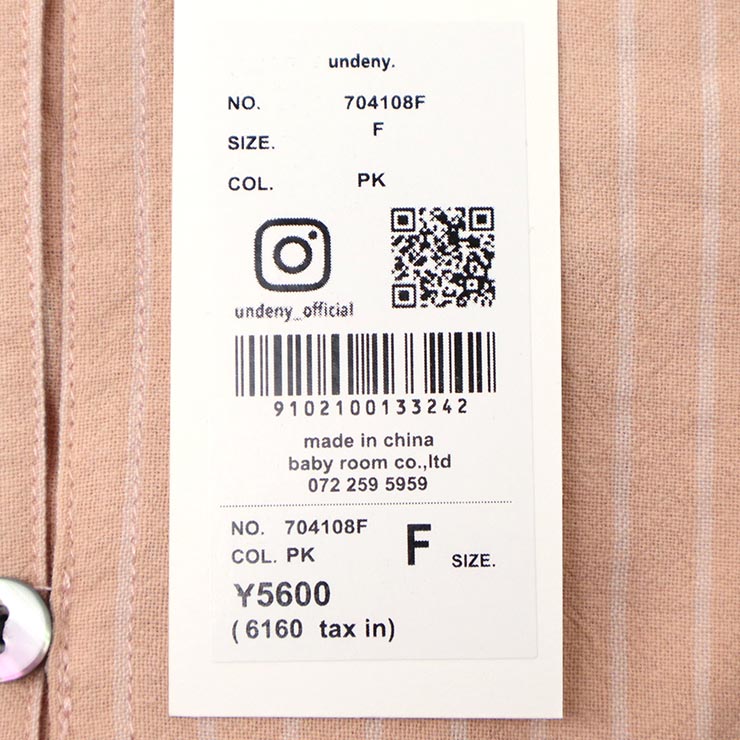 undeny.
NO. 704108F
SIZE. F
COL. PK
undeny_official
9102100133242
made in china
baby room co.,ltd
072 259 5959
NO. 704108F
COL. PK F SIZE.
¥5600
(6160 tax in)